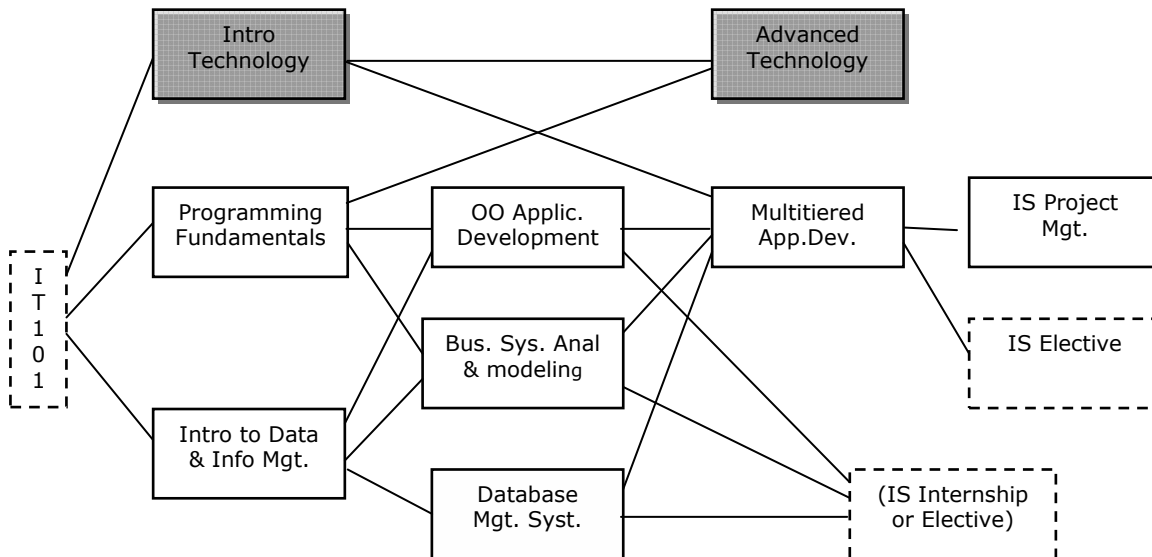 Intro
Technology
Advanced
Technology
Programming
Fundamentals
OO Applic.
Development
Multitiered
App.Dev.
IS Project
Mgt.
I
T
1
0
1
Bus. Sys. Anal
& modeling
IS Elective
Intro to Data
& Info Mgt.
Database
Mgt. Syst.
(IS Internship
or Elective)